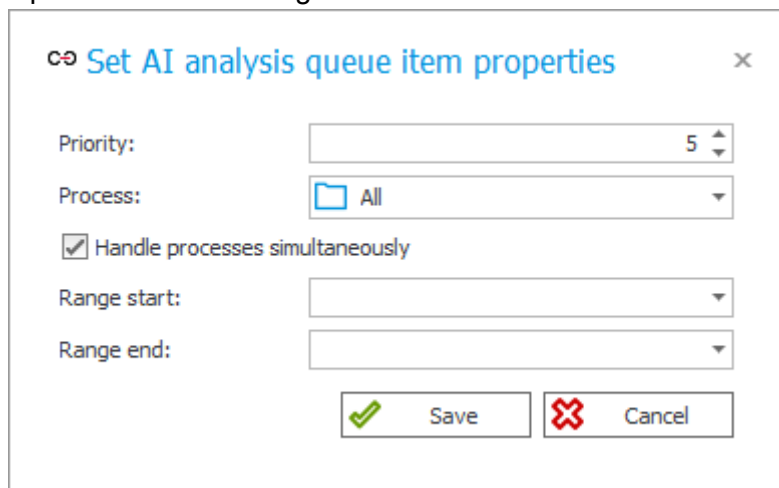 Set AI analysis queue item properties
Priority: 5
Process: All
Handle processes simultaneously
Range start:
Range end:
Save Cancel